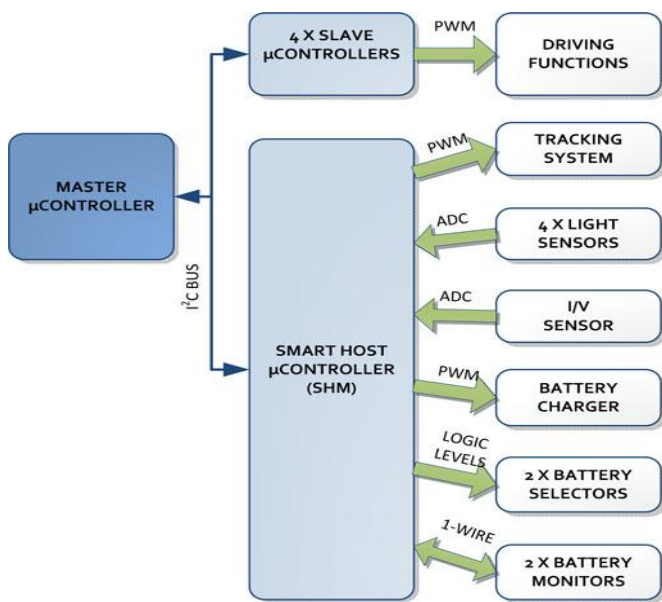 4 X SLAVE
µCONTROLLERS
PWM
DRIVING
FUNCTIONS
MASTER
µCONTROLLER
I²C BUS
SMART HOST
µCONTROLLER
(SHM)
PWM
TRACKING
SYSTEM
ADC
4 X LIGHT
SENSORS
ADC
I/V
SENSOR
PWM
BATTERY
CHARGER
LOGIC
LEVELS
2 X BATTERY
SELECTORS
1-WIRE
2 X BATTERY
MONITORS